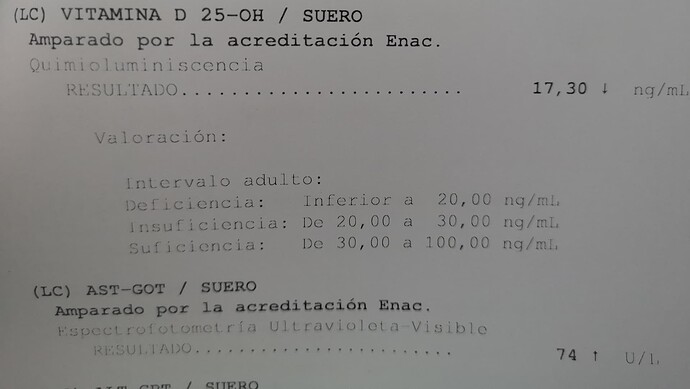 (LC) VITAMINA D 25-OH / SUERO
Amparado por la acreditación Enac.
Quimioluminiscencia
RESULTADO......................... 17,30 ↓ ng/mL
Valoración:
Intervalo adulto:
Deficiencia: Inferior a 20,00 ng/mL
Insuficiencia: De 20,00 a 30,00 ng/mL
Suficiencia: De 30,00 a 100,00 ng/mL
(LC) AST-GOT / SUERO
Amparado por la acreditación Enac.
Espectrofotometría Ultravioleta-Visible
RESULTADO......................... 74 ↑ U/L
SUERO